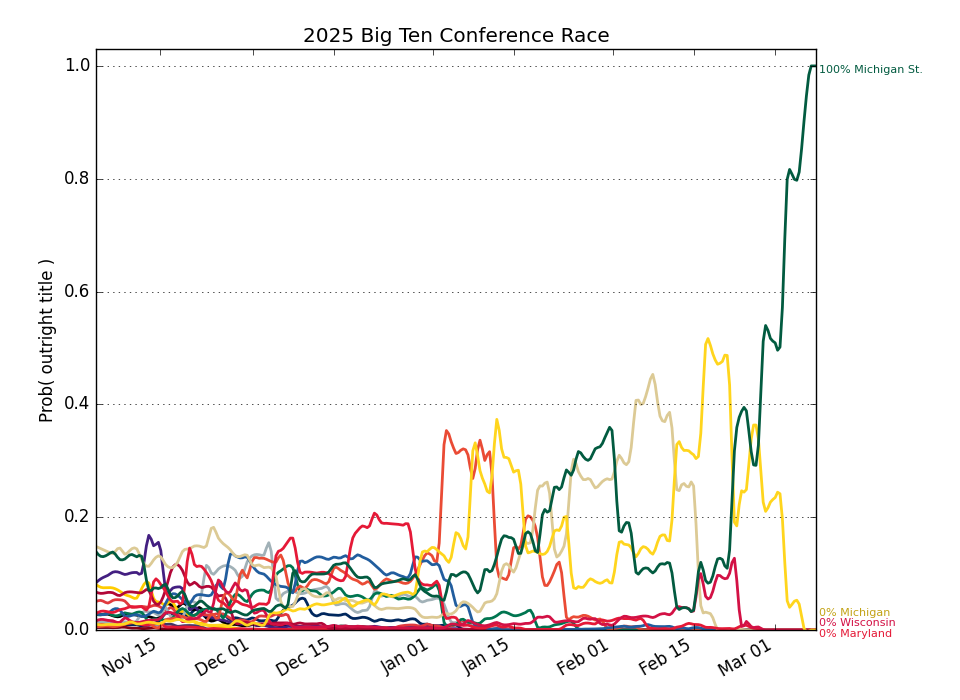 2025 Big Ten Conference Race
Prob( outright title )
1.0
0.8
0.6
0.4
0.2
0.0
100% Michigan St.
0% Michigan
0% Wisconsin
0% Maryland
Nov 15
Dec 01
Dec 15
Jan 01
Jan 15
Feb 01
Feb 15
Mar 01